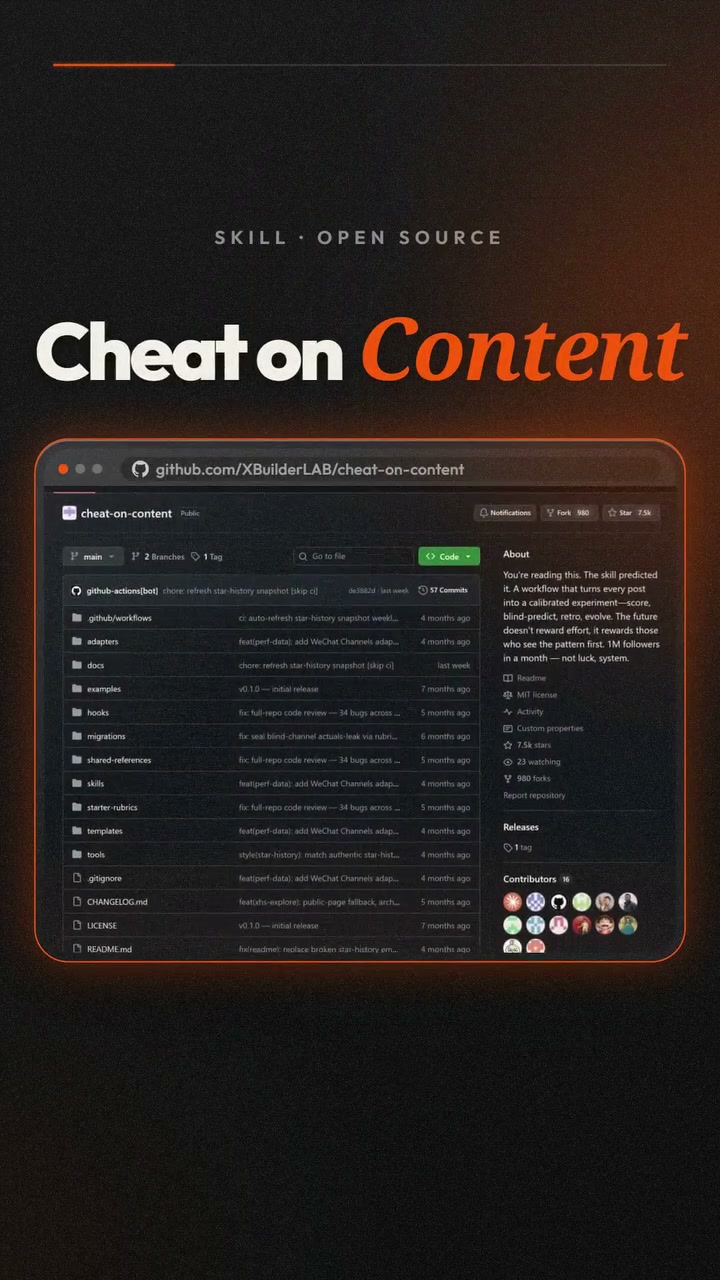 SKILL · OPEN SOURCE
Cheat on Content
github.com/XBuilderLAB/cheat-on-content
cheat-on-content Public
Notifications Fork 980 Star 7.5k
main 2 Branches 1 Tag Go to file Code
github-actions[bot] chore: refresh star-history snapshot [skip ci] de3882d · last week 57 Commits
.github/workflows ci: auto-refresh star-history snapshot weekl... 4 months ago
adapters feat(perf-data): add WeChat Channels adap... 4 months ago
docs chore: refresh star-history snapshot [skip ci] last week
examples v0.1.0 — initial release 7 months ago
hooks fix: full-repo code review — 34 bugs across ... 5 months ago
migrations fix: seal blind-channel actuals-leak via rubri... 6 months ago
shared-references fix: full-repo code review — 34 bugs across ... 5 months ago
skills feat(perf-data): add WeChat Channels adap... 4 months ago
starter-rubrics fix: full-repo code review — 34 bugs across ... 5 months ago
templates feat(perf-data): add WeChat Channels adap... 4 months ago
tools style(star-history): match authentic star-hist... 4 months ago
.gitignore feat(perf-data): add WeChat Channels adap... 4 months ago
CHANGELOG.md feat(xhs-explore): public-page fallback, arch... 5 months ago
LICENSE v0.1.0 — initial release 7 months ago
README.md fix(readme): replace broken star-history em... 4 months ago
About
You're reading this. The skill predicted
it. A workflow that turns every post
into a calibrated experiment—score,
blind-predict, retro, evolve. The future
doesn't reward effort, it rewards those
who see the pattern first. 1M followers
in a month — not luck, system.
Readme
MIT license
Activity
Custom properties
7.5k stars
23 watching
980 forks
Report repository
Releases
1 tag
Contributors 16